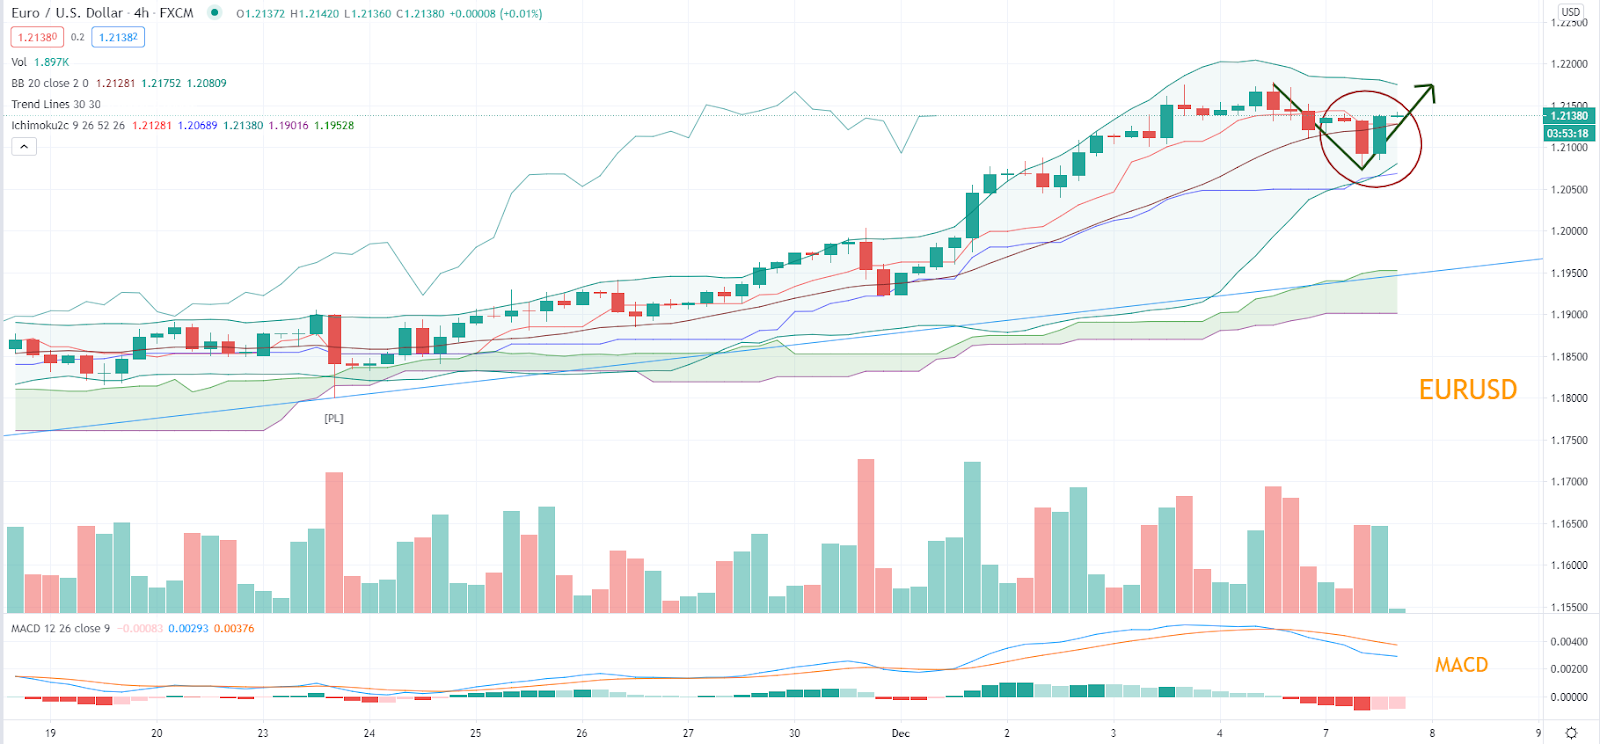 Euro / U.S. Dollar · 4h · FXCM O1.21372 H1.21420 L1.21360 C1.21380 +0.00008 (+0.01%)
USD
1.21380 0.2 1.21382
Vol 1.897K
BB 20 close 2 0 1.21281 1.21752 1.20809
Trend Lines 30 30
Ichimoku2c 9 26 52 26 1.21281 1.20689 1.21380 1.19016 1.19528
1.22500
1.22000
1.21500
1.21380
03:53:18
1.21000
1.20500
1.20000
1.19500
1.19000
1.18500
1.18000
1.17500
1.17000
1.16500
1.16000
1.15500
EURUSD
[PL]
MACD 12 26 close 9 −0.00083 0.00293 0.00376
MACD
0.00400
0.00200
0.00000
19 20 23 24 25 26 27 30 Dec 2 3 4 7 8 9